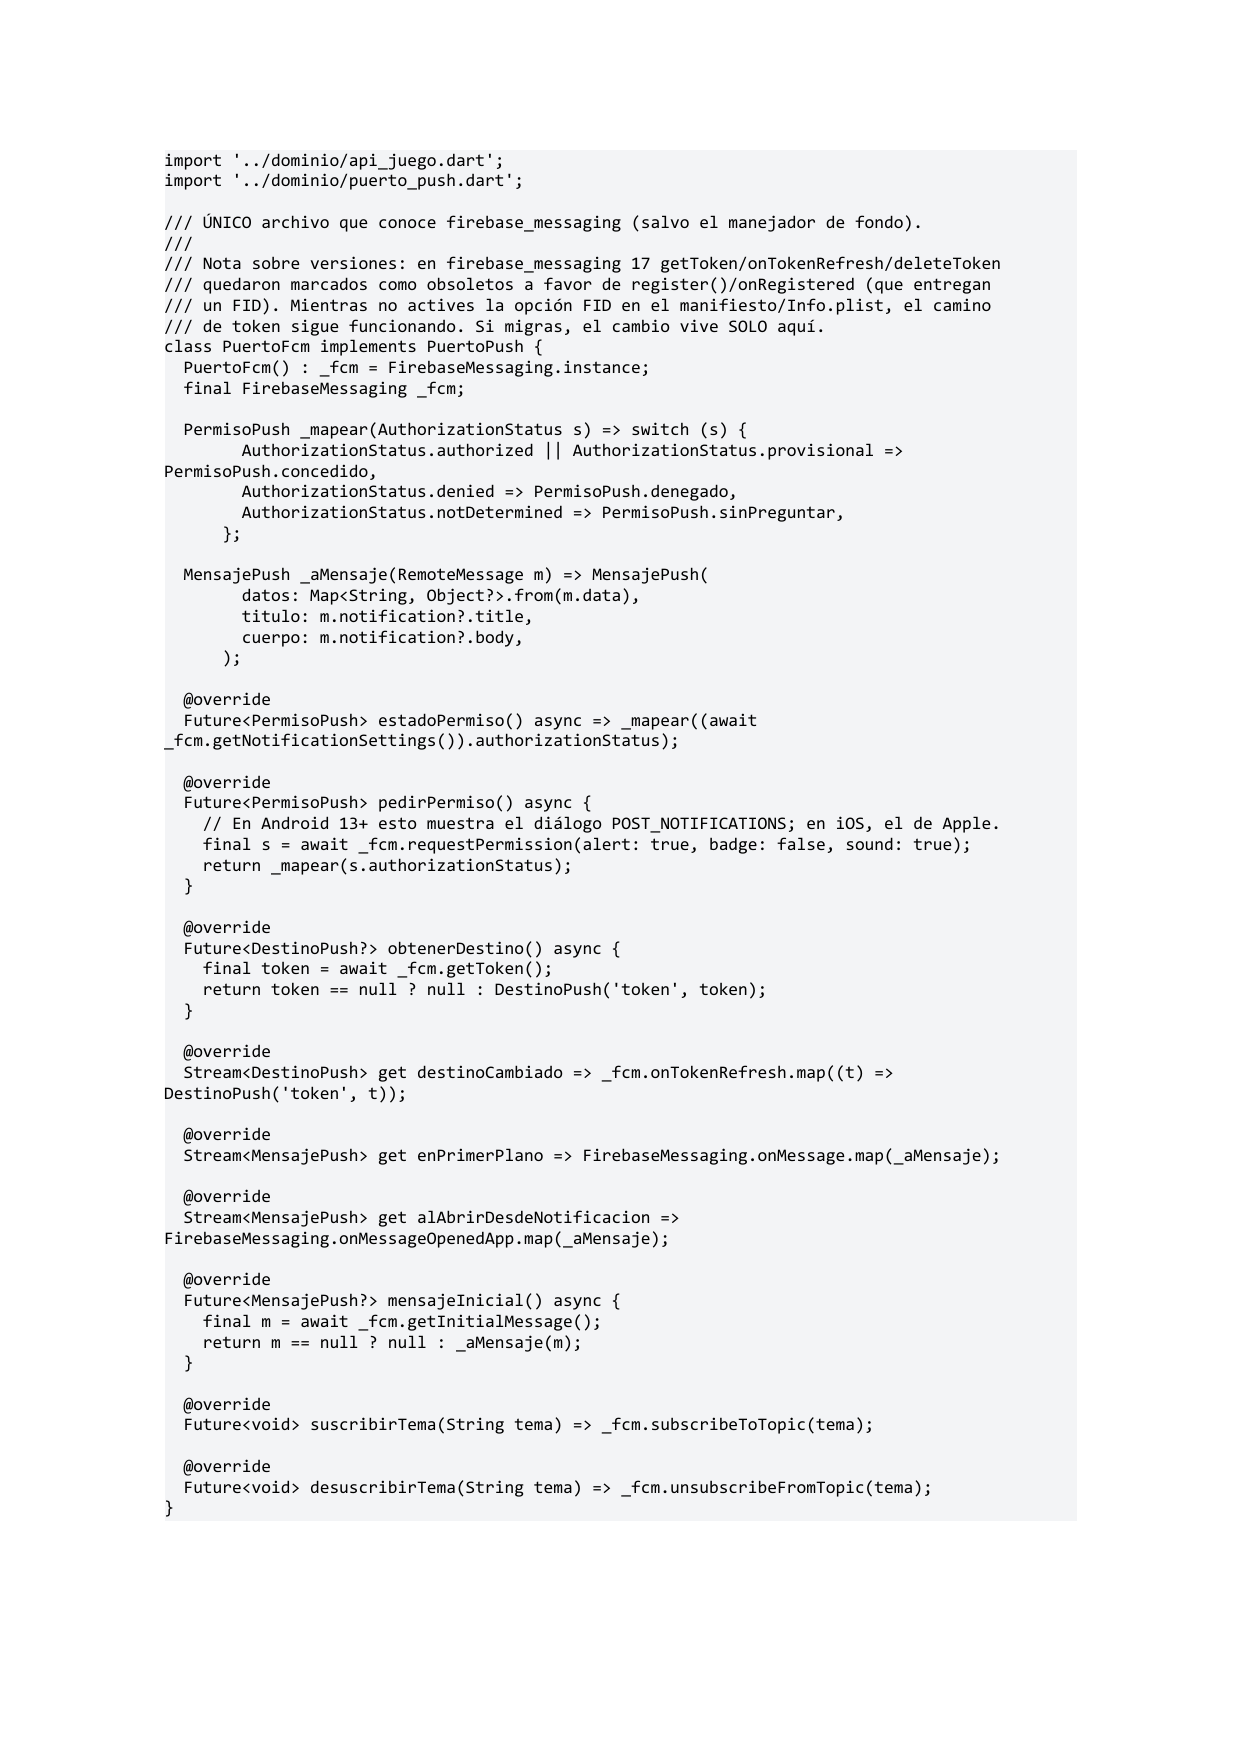 import '../dominio/api_juego.dart';
import '../dominio/puerto_push.dart';

/// ÚNICO archivo que conoce firebase_messaging (salvo el manejador de fondo).
///
/// Nota sobre versiones: en firebase_messaging 17 getToken/onTokenRefresh/deleteToken
/// quedaron marcados como obsoletos a favor de register()/onRegistered (que entregan
/// un FID). Mientras no actives la opción FID en el manifiesto/Info.plist, el camino
/// de token sigue funcionando. Si migras, el cambio vive SOLO aquí.
class PuertoFcm implements PuertoPush {
  PuertoFcm() : _fcm = FirebaseMessaging.instance;
  final FirebaseMessaging _fcm;

  PermisoPush _mapear(AuthorizationStatus s) => switch (s) {
        AuthorizationStatus.authorized || AuthorizationStatus.provisional =>
PermisoPush.concedido,
        AuthorizationStatus.denied => PermisoPush.denegado,
        AuthorizationStatus.notDetermined => PermisoPush.sinPreguntar,
      };

  MensajePush _aMensaje(RemoteMessage m) => MensajePush(
        datos: Map<String, Object?>.from(m.data),
        titulo: m.notification?.title,
        cuerpo: m.notification?.body,
      );

  @override
  Future<PermisoPush> estadoPermiso() async => _mapear((await
_fcm.getNotificationSettings()).authorizationStatus);

  @override
  Future<PermisoPush> pedirPermiso() async {
    // En Android 13+ esto muestra el diálogo POST_NOTIFICATIONS; en iOS, el de Apple.
    final s = await _fcm.requestPermission(alert: true, badge: false, sound: true);
    return _mapear(s.authorizationStatus);
  }

  @override
  Future<DestinoPush?> obtenerDestino() async {
    final token = await _fcm.getToken();
    return token == null ? null : DestinoPush('token', token);
  }

  @override
  Stream<DestinoPush> get destinoCambiado => _fcm.onTokenRefresh.map((t) =>
DestinoPush('token', t));

  @override
  Stream<MensajePush> get enPrimerPlano => FirebaseMessaging.onMessage.map(_aMensaje);

  @override
  Stream<MensajePush> get alAbrirDesdeNotificacion =>
FirebaseMessaging.onMessageOpenedApp.map(_aMensaje);

  @override
  Future<MensajePush?> mensajeInicial() async {
    final m = await _fcm.getInitialMessage();
    return m == null ? null : _aMensaje(m);
  }

  @override
  Future<void> suscribirTema(String tema) => _fcm.subscribeToTopic(tema);

  @override
  Future<void> desuscribirTema(String tema) => _fcm.unsubscribeFromTopic(tema);
}